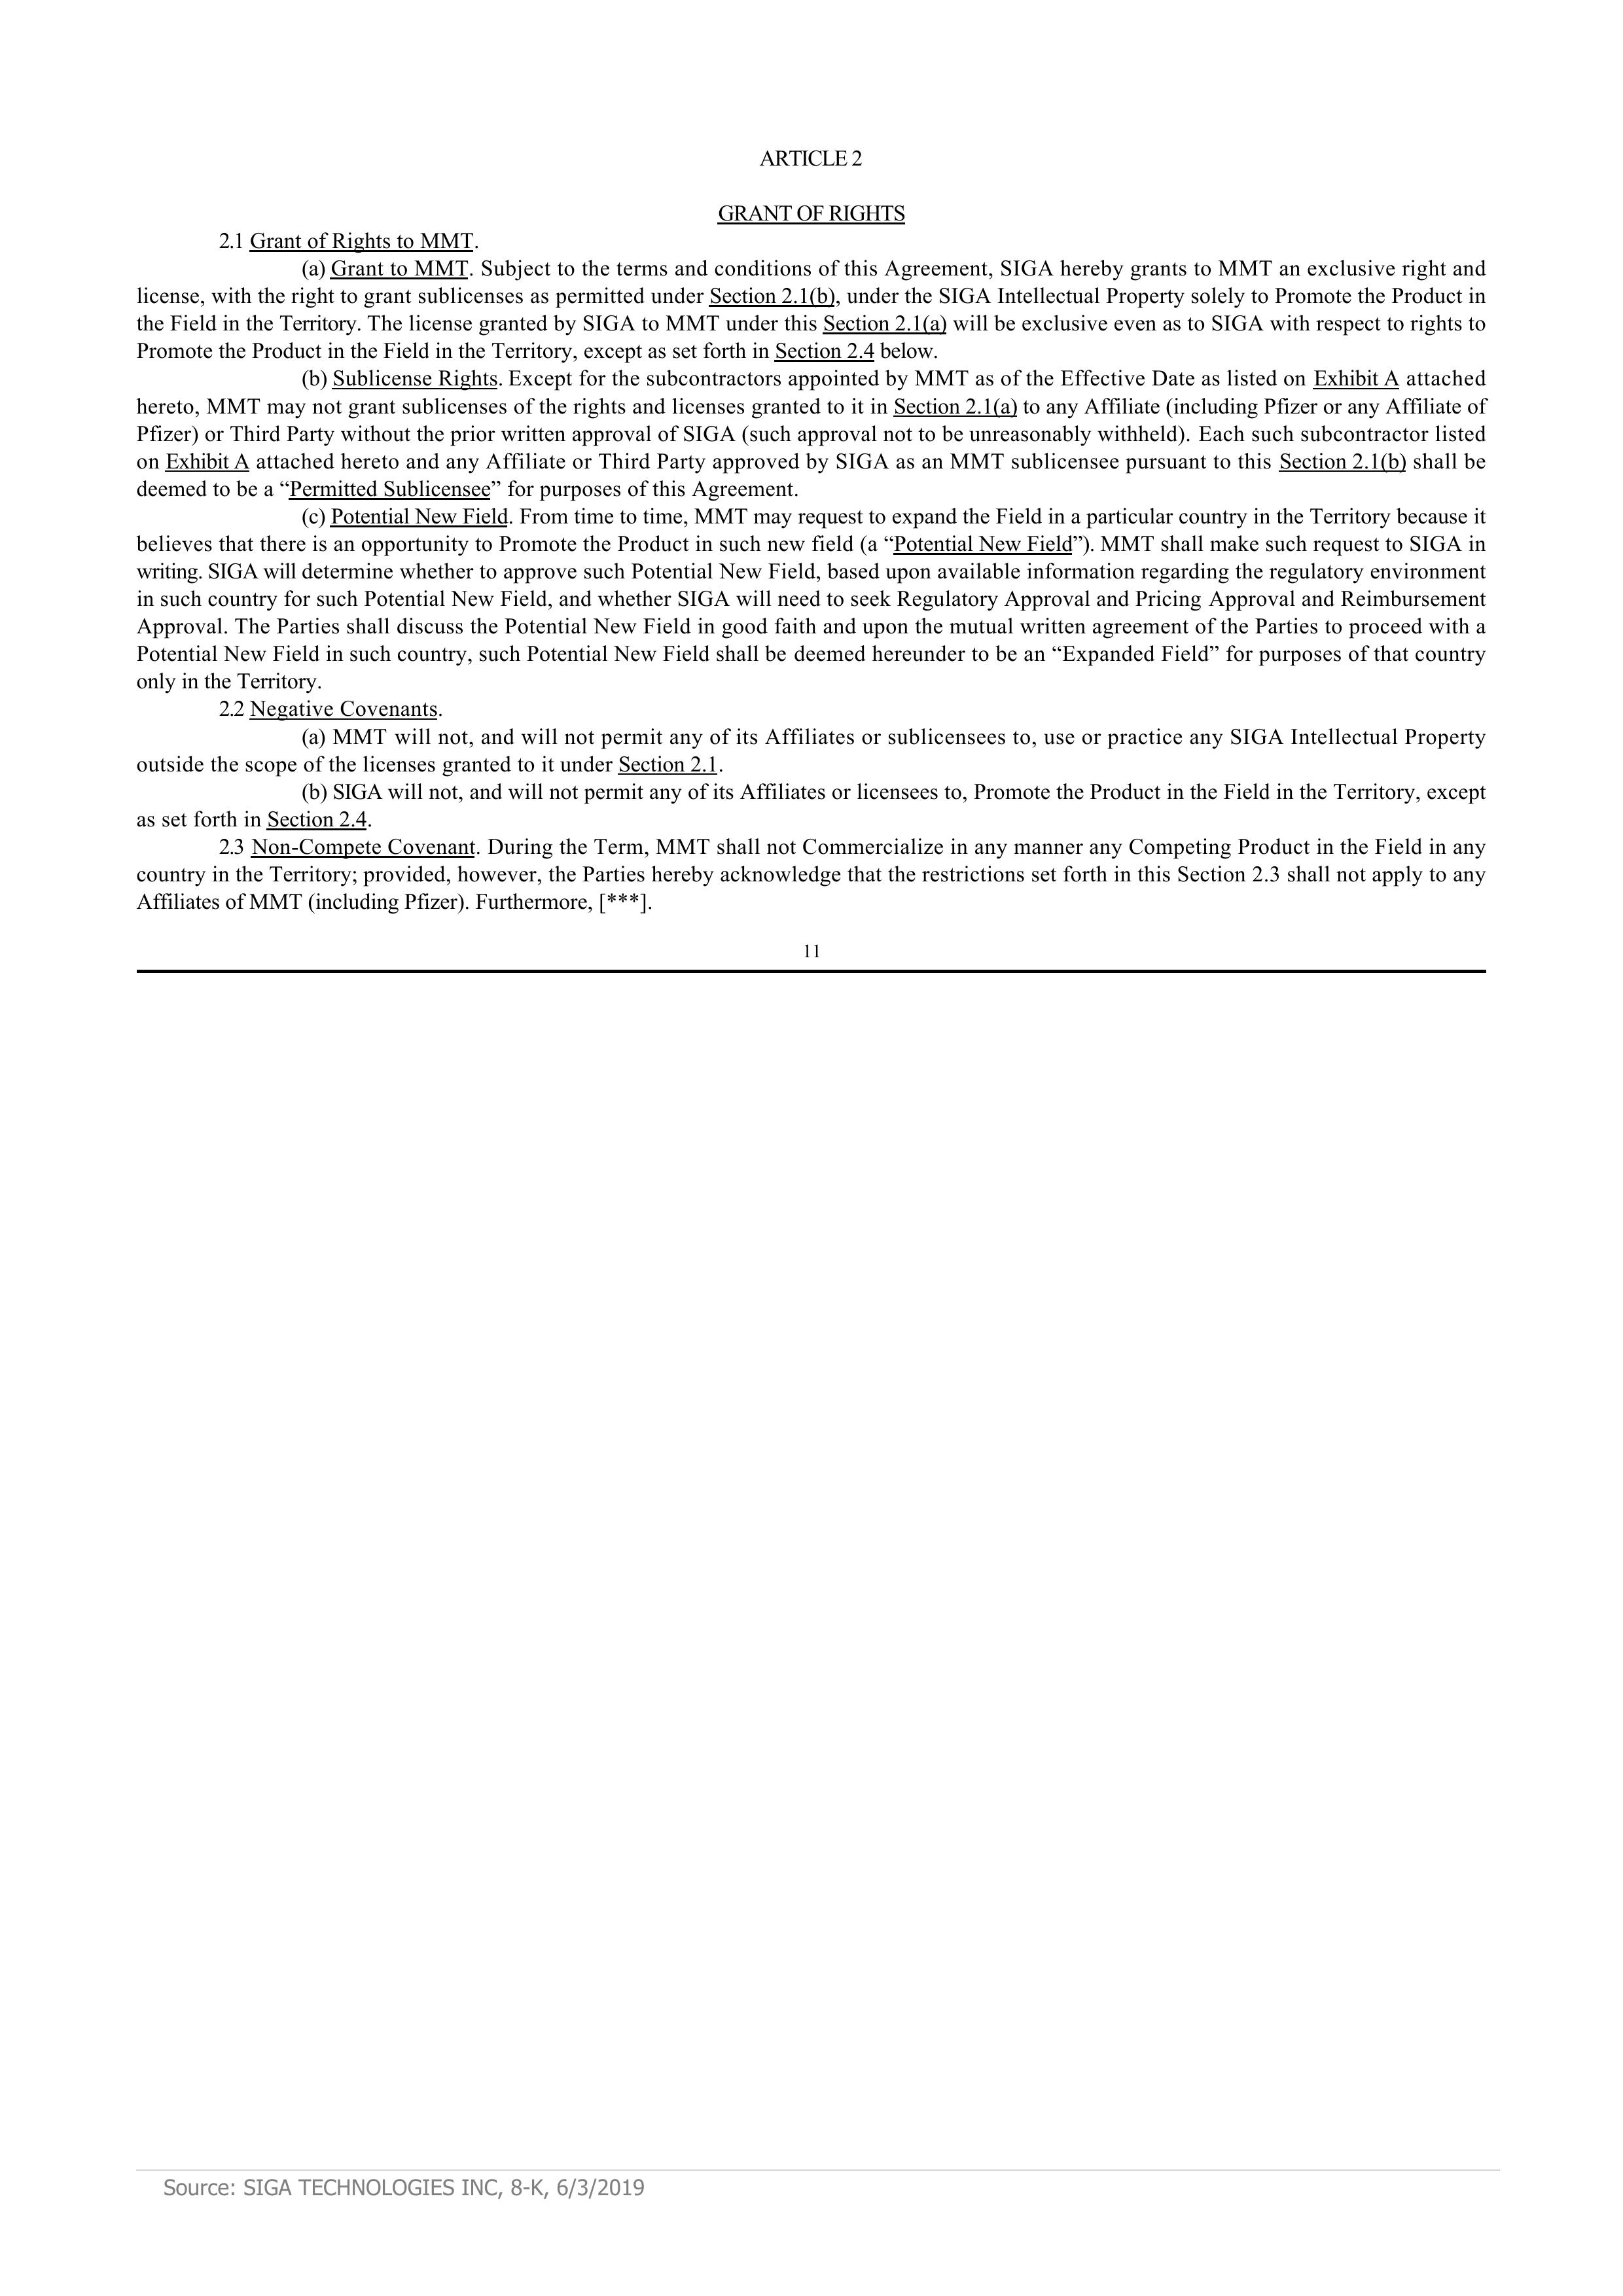 ARTICLE 2
GRANT OF RIGHTS
2.1 Grant of Rights to MMT.
(a) Grant to MMT. Subject to the terms and conditions of this Agreement, SIGA hereby grants to MMT an exclusive right and
license, with the right to grant sublicenses as permitted under Section 2.1(b), under the SIGA Intellectual Property solely to Promote the Product in
the Field in the Territory. The license granted by SIGA to MMT under this Section 2.1(a) will be exclusive even as to SIGA with respect to rights to
Promote the Product in the Field in the Territory, except as set forth in Section 2.4 below.
(b) Sublicense Rights. Except for the subcontractors appointed by MMT as of the Effective Date as listed on Exhibit A attached
hereto, MMT may not grant sublicenses of the rights and licenses granted to it in Section 2.1(a) to any Affiliate (including Pfizer or any Affiliate of
Pfizer) or Third Party without the prior written approval of SIGA (such approval not to be unreasonably withheld). Each such subcontractor listed
on Exhibit A attached hereto and any Affiliate or Third Party approved by SIGA as an MMT sublicensee pursuant to this Section 2.1(b) shall be
deemed to be a “Permitted Sublicensee” for purposes of this Agreement.
(c) Potential New Field. From time to time, MMT may request to expand the Field in a particular country in the Territory because it
believes that there is an opportunity to Promote the Product in such new field (a “Potential New Field”). MMT shall make such request to SIGA in
writing. SIGA will determine whether to approve such Potential New Field, based upon available information regarding the regulatory environment
in such country for such Potential New Field, and whether SIGA will need to seek Regulatory Approval and Pricing Approval and Reimbursement
Approval. The Parties shall discuss the Potential New Field in good faith and upon the mutual written agreement of the Parties to proceed with a
Potential New Field in such country, such Potential New Field shall be deemed hereunder to be an “Expanded Field” for purposes of that country
only in the Territory.
2.2 Negative Covenants.
(a) MMT will not, and will not permit any of its Affiliates or sublicensees to, use or practice any SIGA Intellectual Property
outside the scope of the licenses granted to it under Section 2.1.
(b) SIGA will not, and will not permit any of its Affiliates or licensees to, Promote the Product in the Field in the Territory, except
as set forth in Section 2.4.
2.3 Non-Compete Covenant. During the Term, MMT shall not Commercialize in any manner any Competing Product in the Field in any
country in the Territory; provided, however, the Parties hereby acknowledge that the restrictions set forth in this Section 2.3 shall not apply to any
Affiliates of MMT (including Pfizer). Furthermore, [***].
11
Source: SIGA TECHNOLOGIES INC, 8-K, 6/3/2019